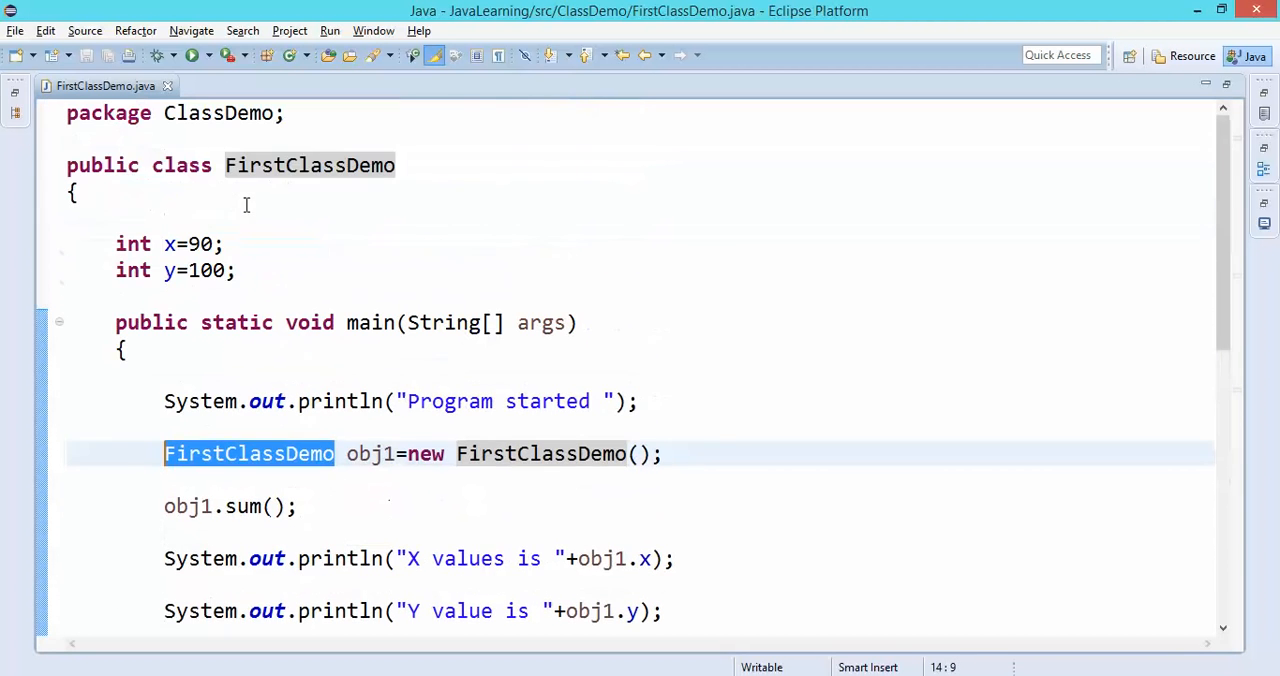 Java - JavaLearning/src/ClassDemo/FirstClassDemo.java - Eclipse Platform
File Edit Source Refactor Navigate Search Project Run Window Help
Quick Access Resource Java
FirstClassDemo.java
package ClassDemo;
public class FirstClassDemo
{
int x=90;
int y=100;
public static void main(String[] args)
{
System.out.println("Program started ");
FirstClassDemo obj1=new FirstClassDemo();
obj1.sum();
System.out.println("X values is "+obj1.x);
System.out.println("Y value is "+obj1.y);
Writable Smart Insert 14:9